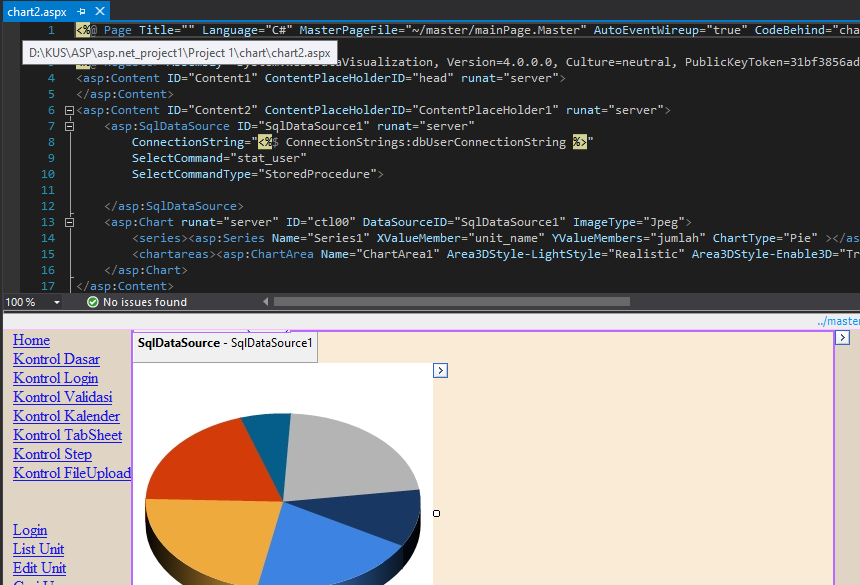 chart2.aspx
1 <%@ Page Title="" Language="C#" MasterPageFile="~/master/mainPage.Master" AutoEventWireup="true" CodeBehind="cha
D:\KUS\ASP\asp.net_project1\Project 1\chart\chart2.aspx
DataVisualization, Version=4.0.0.0, Culture=neutral, PublicKeyToken=31bf3856ad
4 <asp:Content ID="Content1" ContentPlaceHolderID="head" runat="server">
5 </asp:Content>
6 <asp:Content ID="Content2" ContentPlaceHolderID="ContentPlaceHolder1" runat="server">
7 <asp:SqlDataSource ID="SqlDataSource1" runat="server"
8 ConnectionString="<%$ ConnectionStrings:dbUserConnectionString %>"
9 SelectCommand="stat_user"
10 SelectCommandType="StoredProcedure">
11
12 </asp:SqlDataSource>
13 <asp:Chart runat="server" ID="ctl00" DataSourceID="SqlDataSource1" ImageType="Jpeg">
14 <series><asp:Series Name="Series1" XValueMember="unit_name" YValueMembers="jumlah" ChartType="Pie" ></as
15 <chartareas><asp:ChartArea Name="ChartArea1" Area3DStyle-LightStyle="Realistic" Area3DStyle-Enable3D="Tr
16 </asp:Chart>
17 </asp:Content>
100 % No issues found
../master
Home
Kontrol Dasar
Kontrol Login
Kontrol Validasi
Kontrol Kalender
Kontrol TabSheet
Kontrol Step
Kontrol FileUpload
Login
List Unit
Edit Unit
SqlDataSource - SqlDataSource1